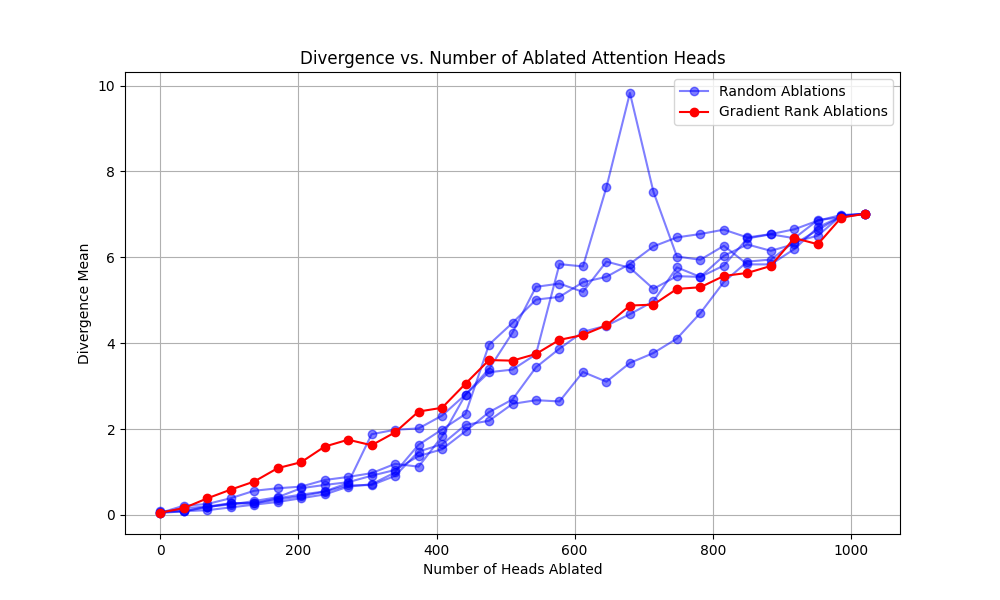 Divergence vs. Number of Ablated Attention Heads
Random Ablations
Gradient Rank Ablations
Divergence Mean
10
8
6
4
2
0
0 200 400 600 800 1000
Number of Heads Ablated